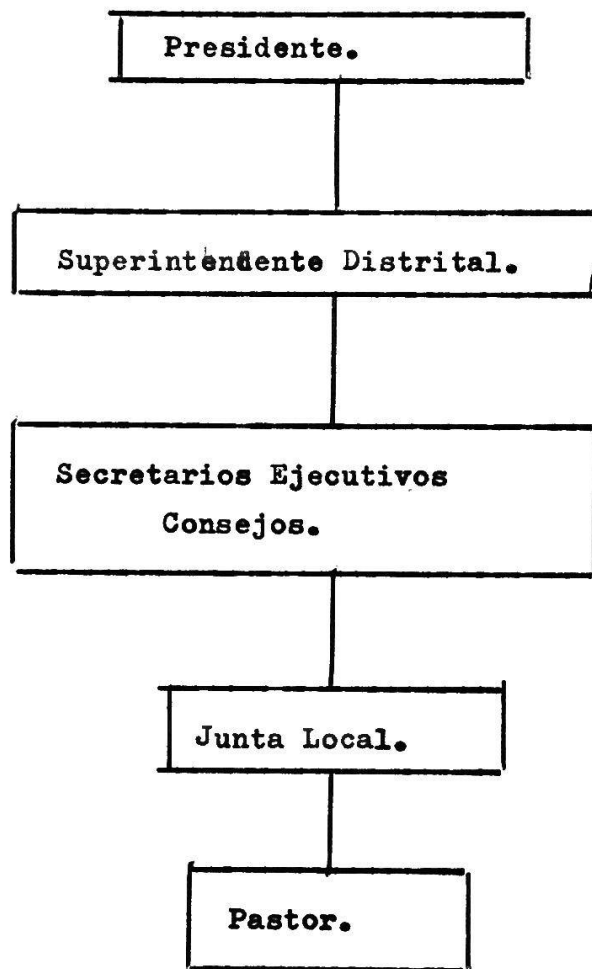 Presidente.
Superintendente Distrital.
Secretarios Ejecutivos
Consejos.
Junta Local.
Pastor.